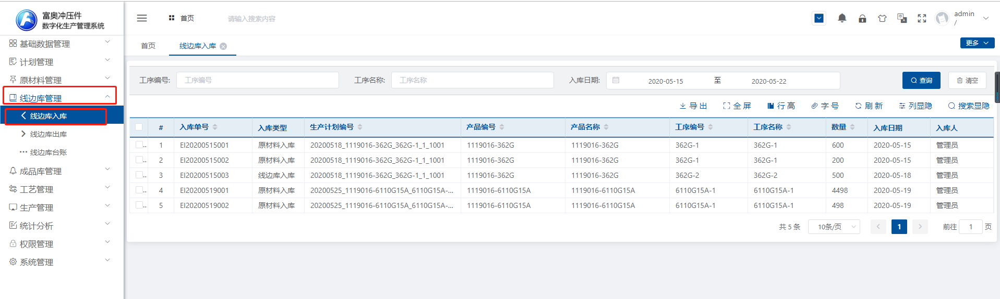 富奥冲压件
数字化生产管理系统
首页
请输入搜索内容
admin
/
基础数据管理
计划管理
原材料管理
线边库管理
线边库入库
线边库出库
线边库台账
成品库管理
工艺管理
生产管理
统计分析
权限管理
系统管理
首页 线边库入库 更多
工序编号: 工序编号 工序名称: 工序名称 入库日期: 2020-05-15 至 2020-05-22 查询 清空
导出 全屏 行高 字号 刷新 列显隐 搜索显隐
# 入库单号 入库类型 生产计划编号 产品编号 产品名称 工序编号 工序名称 数量 入库日期 入库人
1 EI20200515001 原材料入库 20200518_1119016-362G_362G-1_1_1001 1119016-362G 1119016-362G 362G-1 362G-1 600 2020-05-15 管理员
2 EI20200515002 原材料入库 20200518_1119016-362G_362G-1_1_1001 1119016-362G 1119016-362G 362G-1 362G-1 200 2020-05-15 管理员
3 EI20200515003 线边库入库 20200518_1119016-362G_362G-1_1_1001 1119016-362G 1119016-362G 362G-2 362G-2 500 2020-05-18 管理员
4 EI20200519001 原材料入库 20200525_1119016-6110G15A_6110G15A-... 1119016-6110G15A 1119016-6110G15A 6110G15A-1 6110G15A-1 4498 2020-05-19 管理员
5 EI20200519002 原材料入库 20200525_1119016-6110G15A_6110G15A-... 1119016-6110G15A 1119016-6110G15A 6110G15A-1 6110G15A-1 498 2020-05-19 管理员
共 5 条 10条/页 1 前往 1 页